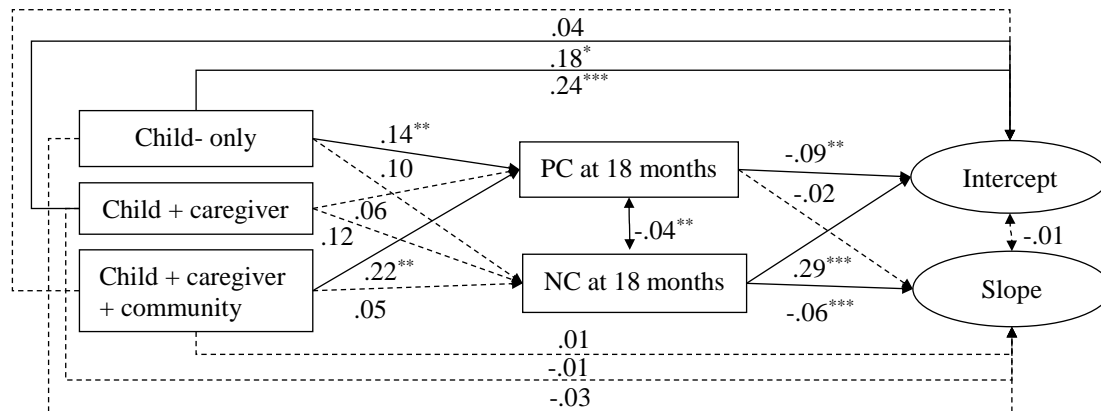 .04
.18*
.24***
Child- only
.14**
PC at 18 months
-.09**
.10
-.02
Intercept
Child + caregiver
.06
.12
-.04**
-.01
Child + caregiver
+ community
.22**
NC at 18 months
.29***
Slope
.05
-.06***
.01
-.01
-.03